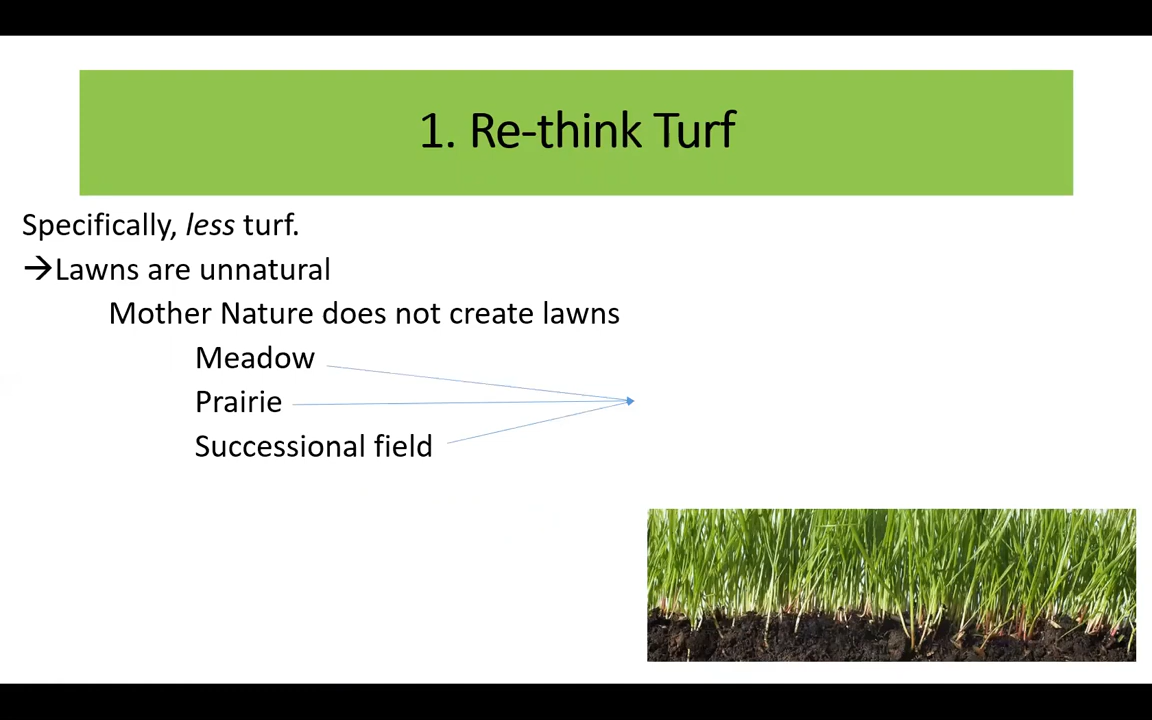 1. Re-think Turf
Specifically, less turf.
→Lawns are unnatural
Mother Nature does not create lawns
Meadow
Prairie
Successional field